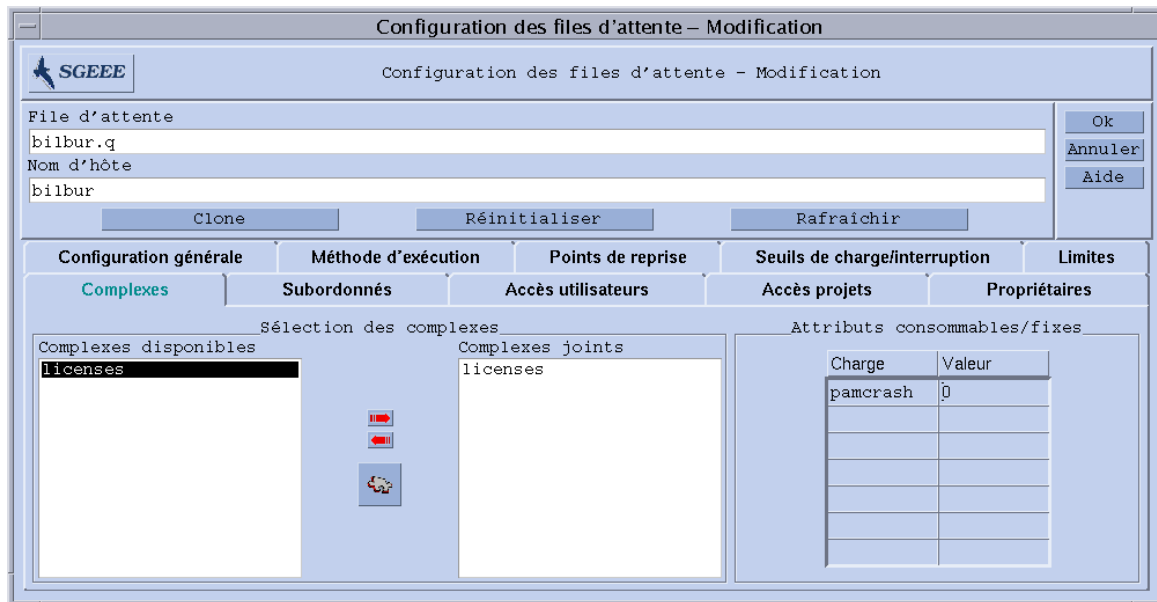 Configuration des files d'attente – Modification
SGEEE
Configuration des files d'attente - Modification
File d'attente
bilbur.q
Nom d'hôte
bilbur
Clone Réinitialiser Rafraîchir
Ok
Annuler
Aide
Configuration générale Méthode d'exécution Points de reprise Seuils de charge/interruption Limites
Complexes Subordonnés Accès utilisateurs Accès projets Propriétaires
Sélection des complexes
Complexes disponibles
licenses
Complexes joints
licenses
Attributs consommables/fixes
Charge Valeur
pamcrash 0